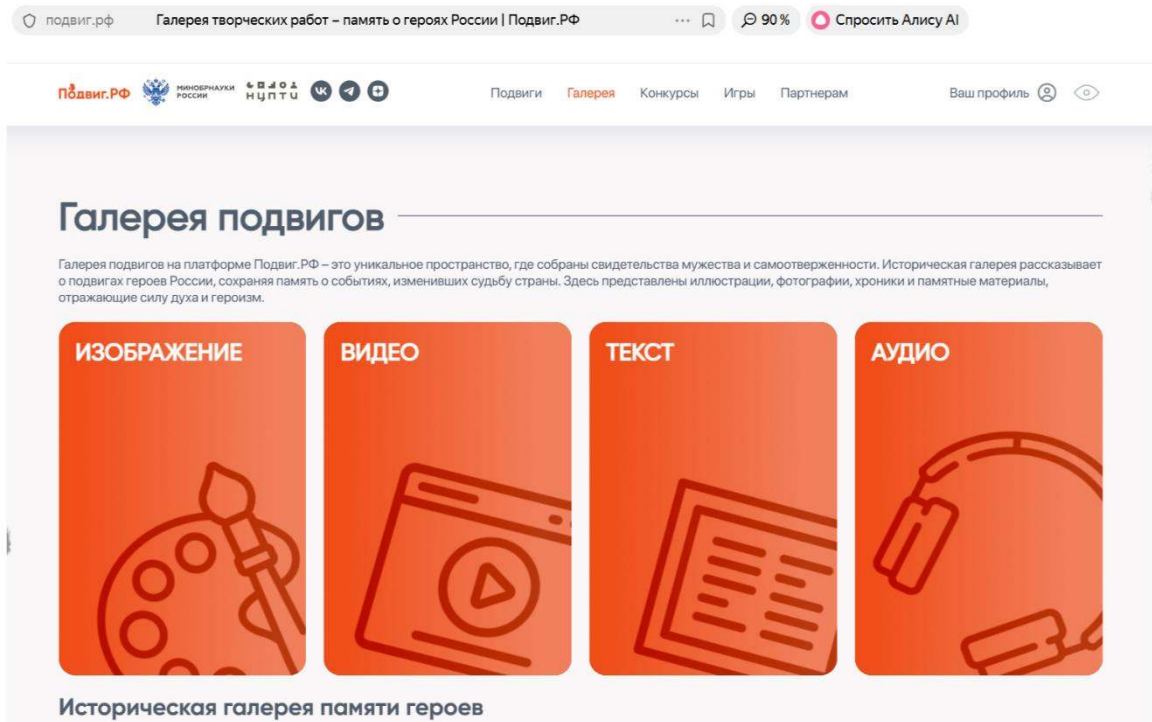 подвиг.рф Галерея творческих работ – память о героях России | Подвиг.РФ ... 90 % Спросить Алису AI
Подвиг.РФ МИНОБРНАУКИ РОССИИ Подвиги Галерея Конкурсы Игры Партнерам Ваш профиль
Галерея подвигов
Галерея подвигов на платформе Подвиг.РФ – это уникальное пространство, где собраны свидетельства мужества и самоотверженности. Историческая галерея рассказывает
о подвигах героев России, сохраняя память о событиях, изменивших судьбу страны. Здесь представлены иллюстрации, фотографии, хроники и памятные материалы,
отражающие силу духа и героизм.
ИЗОБРАЖЕНИЕ ВИДЕО ТЕКСТ АУДИО
Историческая галерея памяти героев